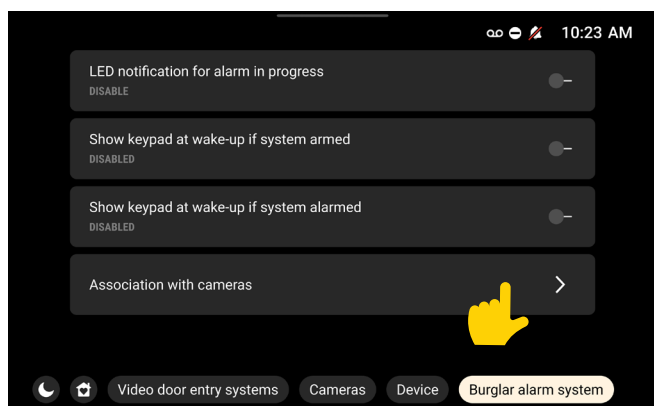 10:23 AM
LED notification for alarm in progress
DISABLE
Show keypad at wake-up if system armed
DISABLED
Show keypad at wake-up if system alarmed
DISABLED
Association with cameras
Video door entry systems Cameras Device Burglar alarm system